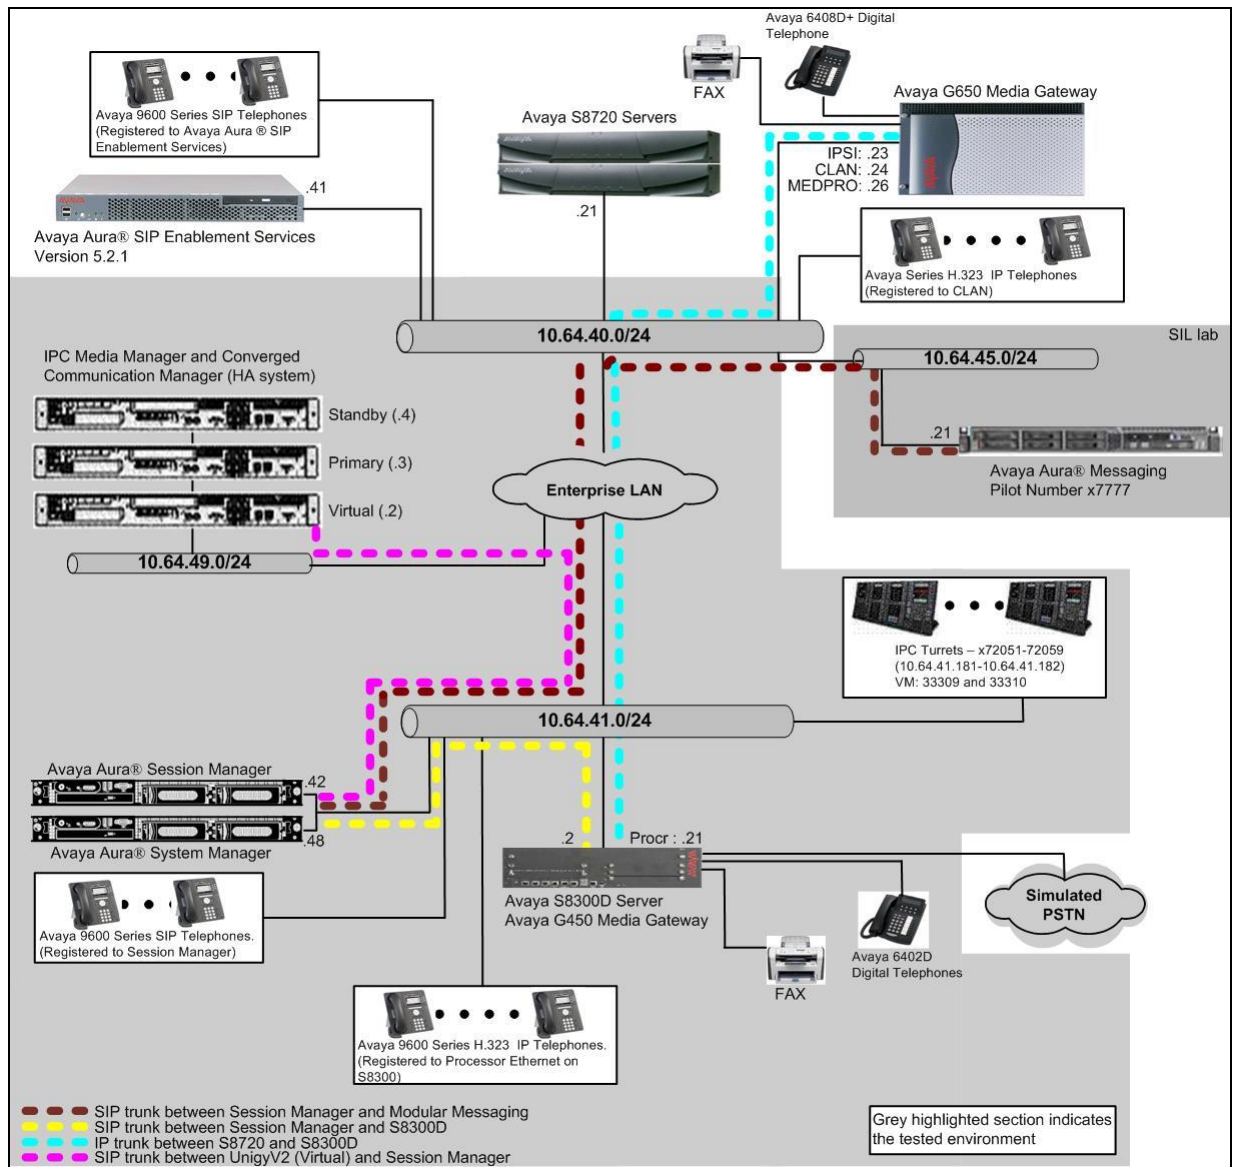 Avaya 6408D+ Digital
Telephone
FAX
Avaya G650 Media Gateway
Avaya 9600 Series SIP Telephones
(Registered to Avaya Aura ® SIP
Enablement Services)
Avaya S8720 Servers
IPSI: .23
CLAN: .24
MEDPRO: .26
AVAYA
.41
.21
Avaya Aura® SIP Enablement Services
Version 5.2.1
Avaya Series H.323 IP Telephones
(Registered to CLAN)
10.64.40.0/24
SIL lab
IPC Media Manager and Converged
Communication Manager (HA system)
10.64.45.0/24
Standby (.4)
.21
Primary (.3)
Avaya Aura® Messaging
Pilot Number x7777
Enterprise LAN
Virtual (.2)
10.64.49.0/24
IPC Turrets – x72051-72059
(10.64.41.181-10.64.41.182)
VM: 33309 and 33310
10.64.41.0/24
Avaya Aura® Session Manager
.42
.48
Avaya Aura® System Manager
.2
Procr : .21
Avaya S8300D Server
Avaya G450 Media Gateway
Simulated
PSTN
Avaya 9600 Series SIP Telephones.
(Registered to Session Manager)
Avaya 6402D
Digital Telephones
FAX
Avaya 9600 Series H.323 IP Telephones.
(Registered to Processor Ethernet on
S8300)
SIP trunk between Session Manager and Modular Messaging
SIP trunk between Session Manager and S8300D
IP trunk between S8720 and S8300D
SIP trunk between UnigyV2 (Virtual) and Session Manager
Grey highlighted section indicates
the tested environment